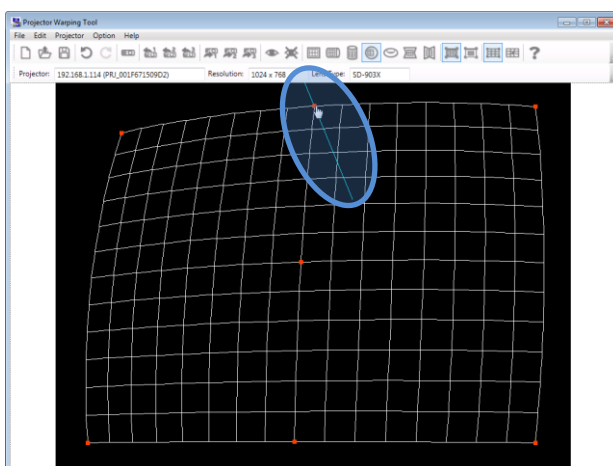 Projector Warping Tool
File Edit Projector Option Help
Projector: 192.168.1.114 (PRJ_001F671509D2) Resolution: 1024 x 768 Lens Type: SD-903X